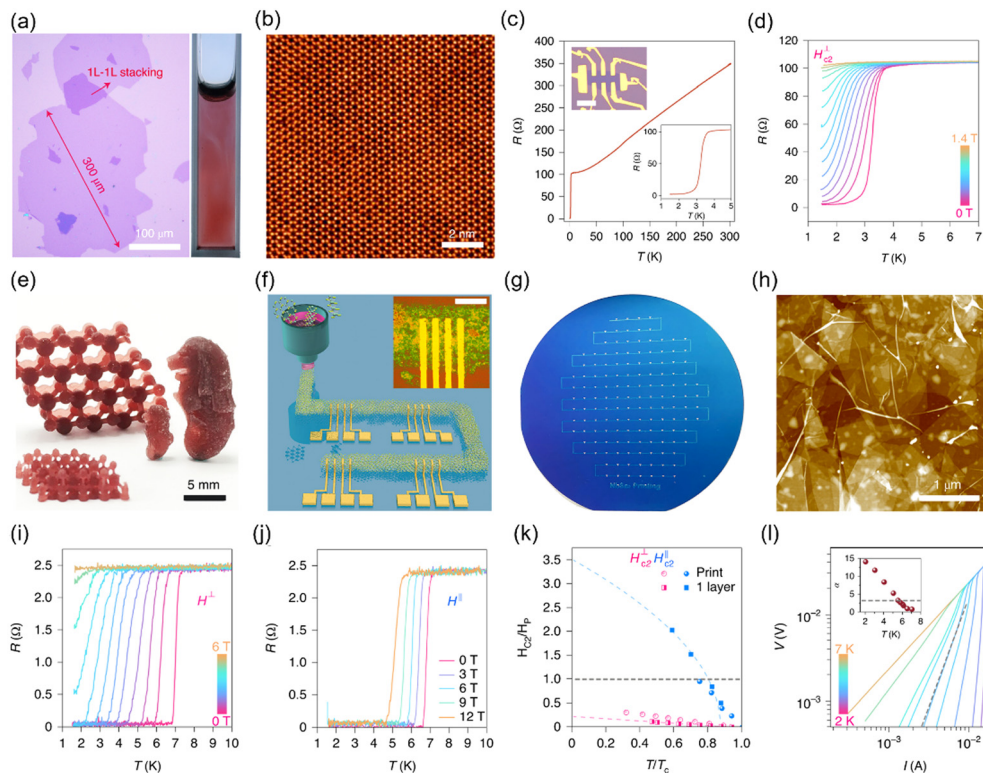 (a)
1L-1L stacking
300 μm
100 μm
(b)
2 nm
(c)
R (Ω)
400
350
300
250
200
150
100
50
0
0 50 100 150 200 250 300
T (K)
R (Ω)
100
50
0
1 2 3 4 5
T (K)
(d)
H⊥c2
R (Ω)
120
100
80
60
40
20
0
1 2 3 4 5 6 7
T (K)
1.4 T
0 T
(e)
5 mm
(f)
(g)
(h)
1 μm
(i)
R (Ω)
2.5
2.0
1.5
1.0
0.5
0
1 2 3 4 5 6 7 8 9 10
T (K)
H⊥
6 T
0 T
(j)
R (Ω)
2.5
2.0
1.5
1.0
0.5
0
1 2 3 4 5 6 7 8 9 10
T (K)
H∥
0 T
3 T
6 T
9 T
12 T
(k)
HC2/HP
4.0
3.5
3.0
2.5
2.0
1.5
1.0
0.5
0
0 0.2 0.4 0.6 0.8 1.0
T/Tc
H⊥c2 H∥c2
Print
1 layer
(l)
V (V)
10⁻²
10⁻³
10⁻³ 10⁻²
I (A)
7 K
2 K
15
10
5
0
2 3 4 5 6 7 8
T (K)
α